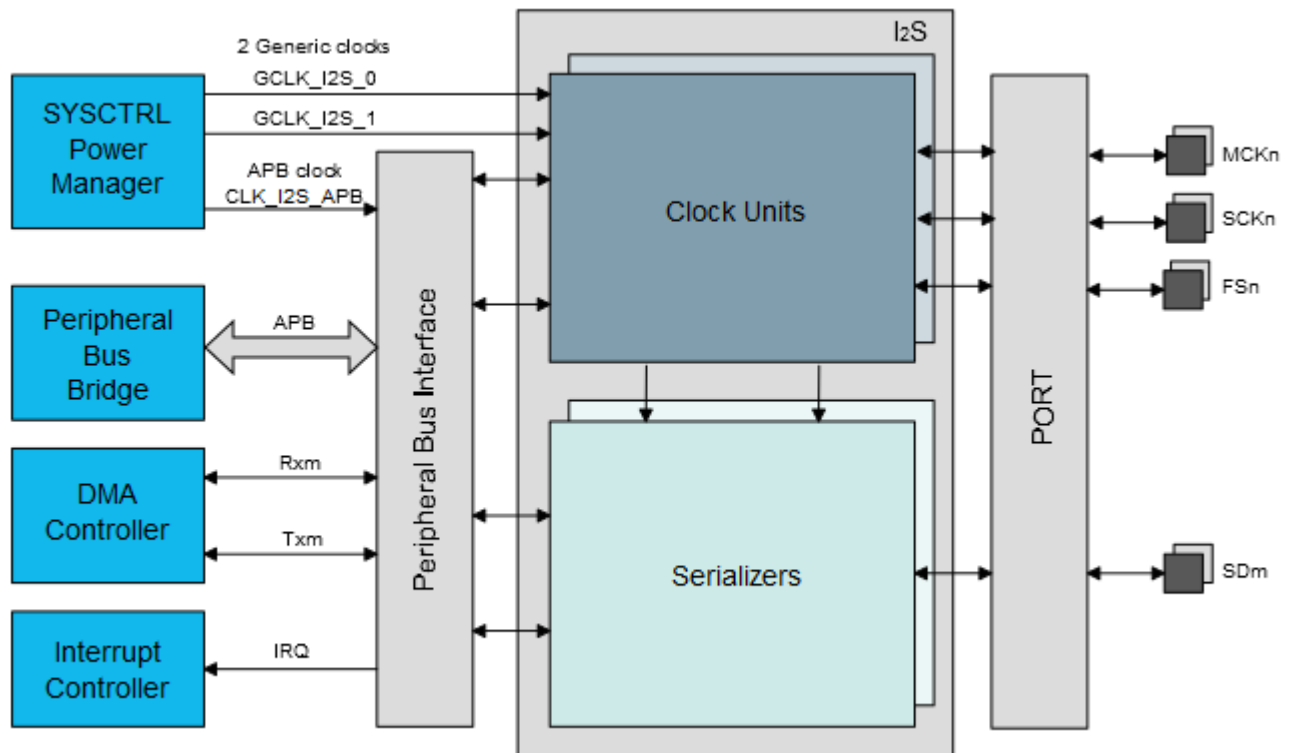 I2S
2 Generic clocks
GCLK_I2S_0
GCLK_I2S_1
SYSCTRL
Power
Manager
APB clock
CLK_I2S_APB
Clock Units
MCKn
SCKn
FSn
Peripheral
Bus
Bridge
APB
Peripheral Bus Interface
PORT
DMA
Controller
Rxm
Txm
Serializers
SDm
Interrupt
Controller
IRQ